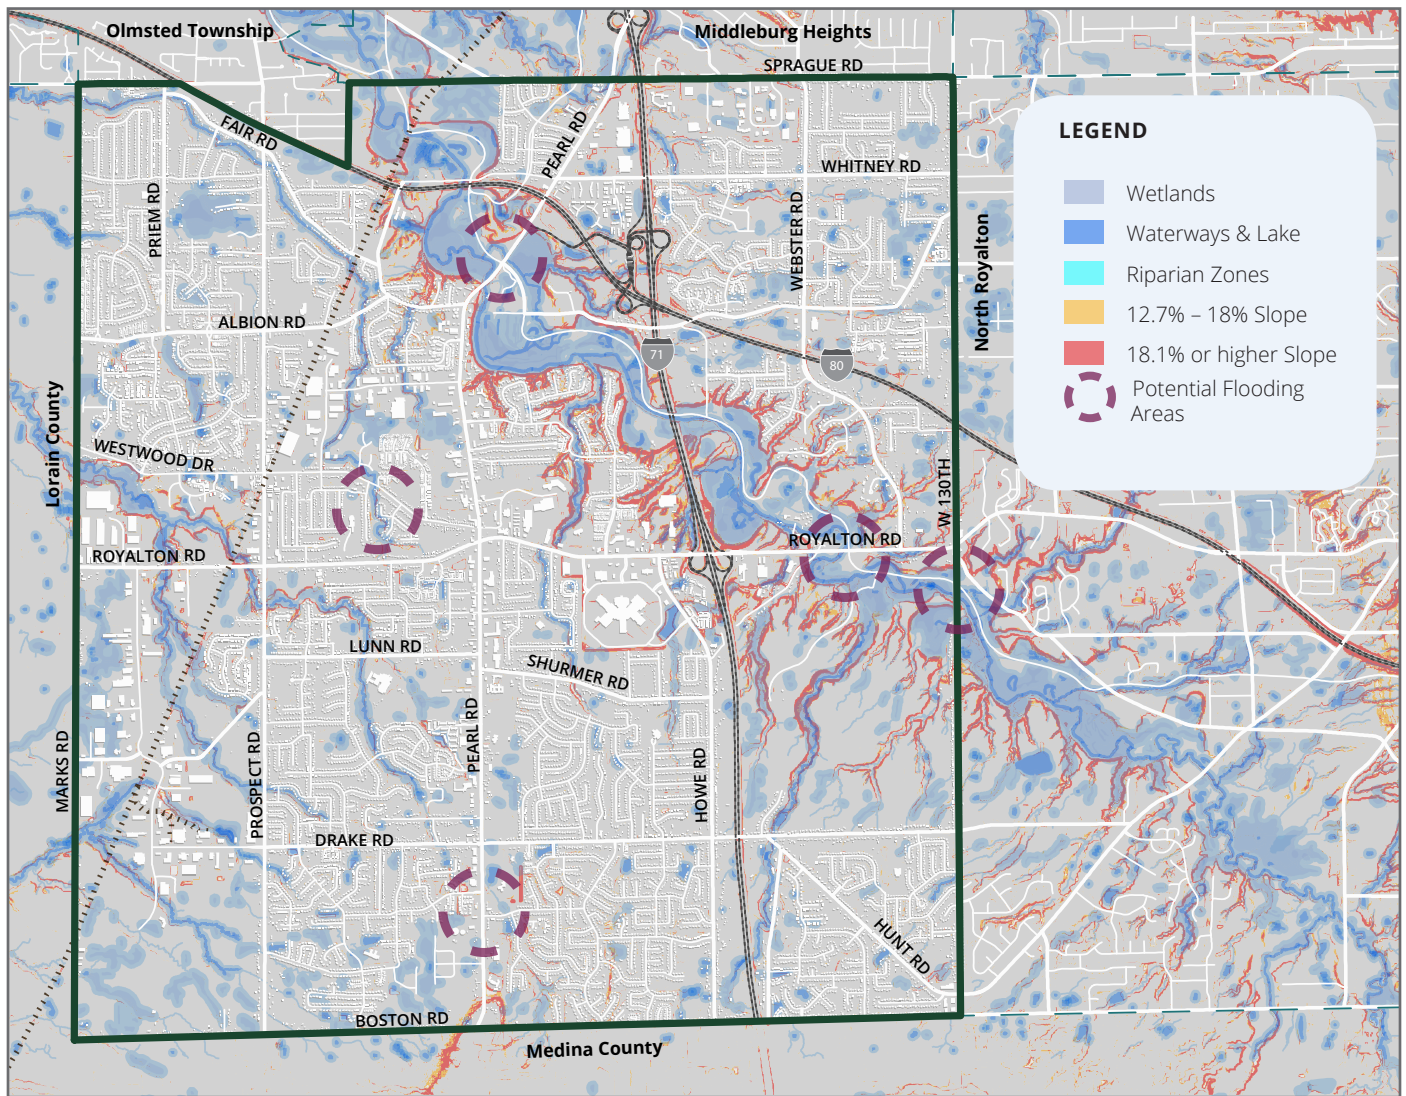 Olmsted Township
Middleburg Heights
SPRAGUE RD
FAIR RD
PEARL RD
WHITNEY RD
PRIEM RD
WEBSTER RD
North Royalton
ALBION RD
71
80
Lorain County
WESTWOOD DR
W 130TH
ROYALTON RD
ROYALTON RD
LUNN RD
SHURMER RD
MARKS RD
PROSPECT RD
PEARL RD
HOWE RD
DRAKE RD
HUNT RD
BOSTON RD
Medina County
LEGEND
Wetlands
Waterways & Lake
Riparian Zones
12.7% – 18% Slope
18.1% or higher Slope
Potential Flooding
Areas